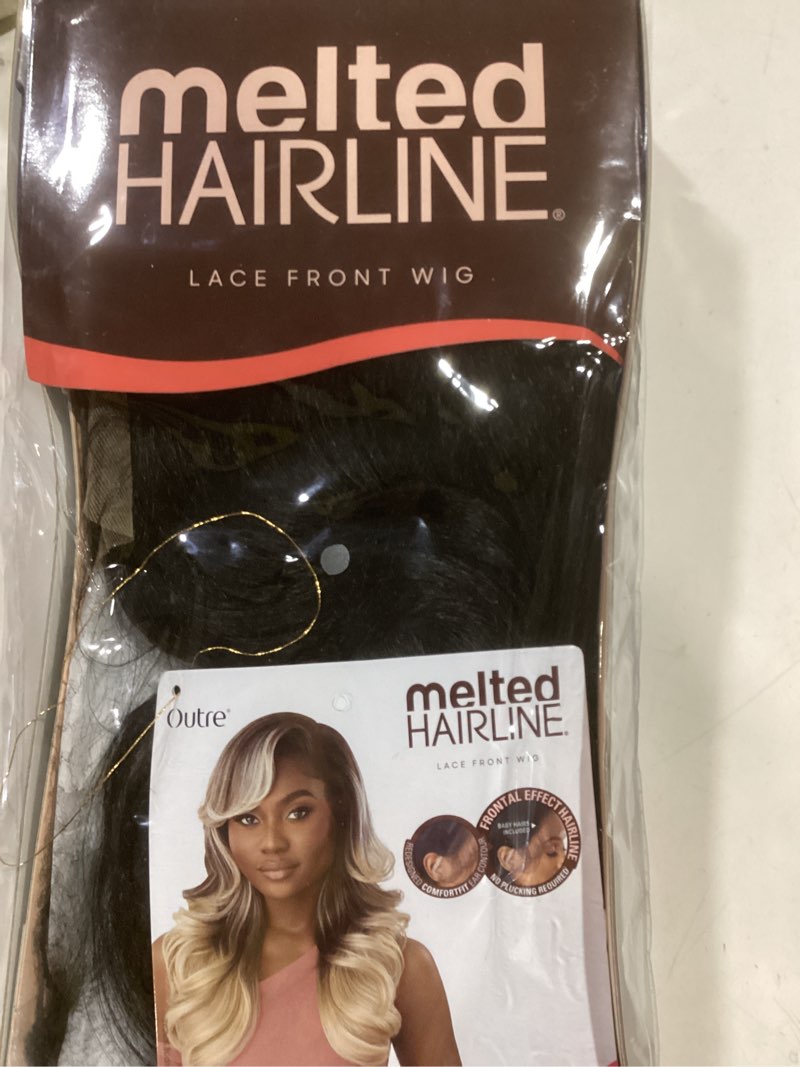 melted
HAIRLINE®
LACE FRONT WIG
Outre®
melted
HAIRLINE®
LACE FRONT WIG
FRONTAL EFFECT HAIRLINE
BABY HAIRS
INCLUDED
NO PLUCKING REQUIRED
REDESIGNED COMFORTFIT EAR CONTOUR